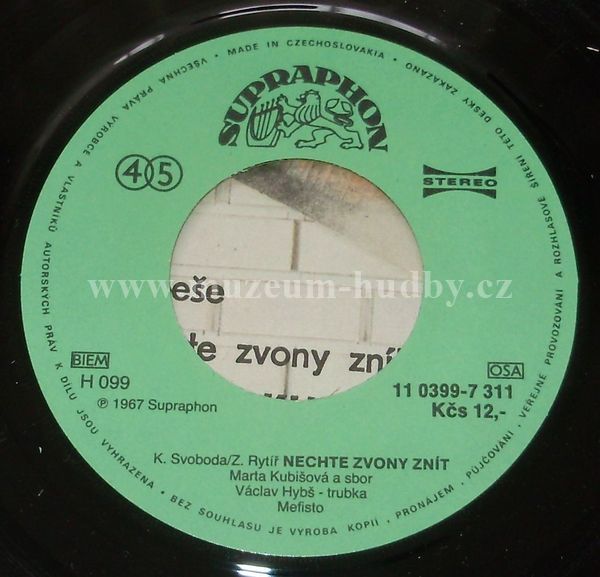 VŠECHNA PRÁVA VÝROBCE A VLASTNÍKŮ AUTORSKÝCH PRÁV K DÍLU JSOU VYHRAZENA • BEZ SOUHLASU JE VÝROBA KOPIÍ, PRONÁJEM, PŮJČOVÁNÍ, VEŘEJNÉ PROVOZOVÁNÍ A ROZHLASOVÉ ŠÍŘENÍ TÉTO DESKY ZAKÁZÁNO • MADE IN CZECHOSLOVAKIA •
SUPRAPHON
45
STEREO
www.muzeum-hudby.cz
eše
te zvony znít
BIEM
H 099
℗ 1967 Supraphon
OSA
11 0399-7 311
Kčs 12,-
K. Svoboda/Z. Rytíř NECHTE ZVONY ZNÍT
Marta Kubišová a sbor
Václav Hybš - trubka
Mefisto